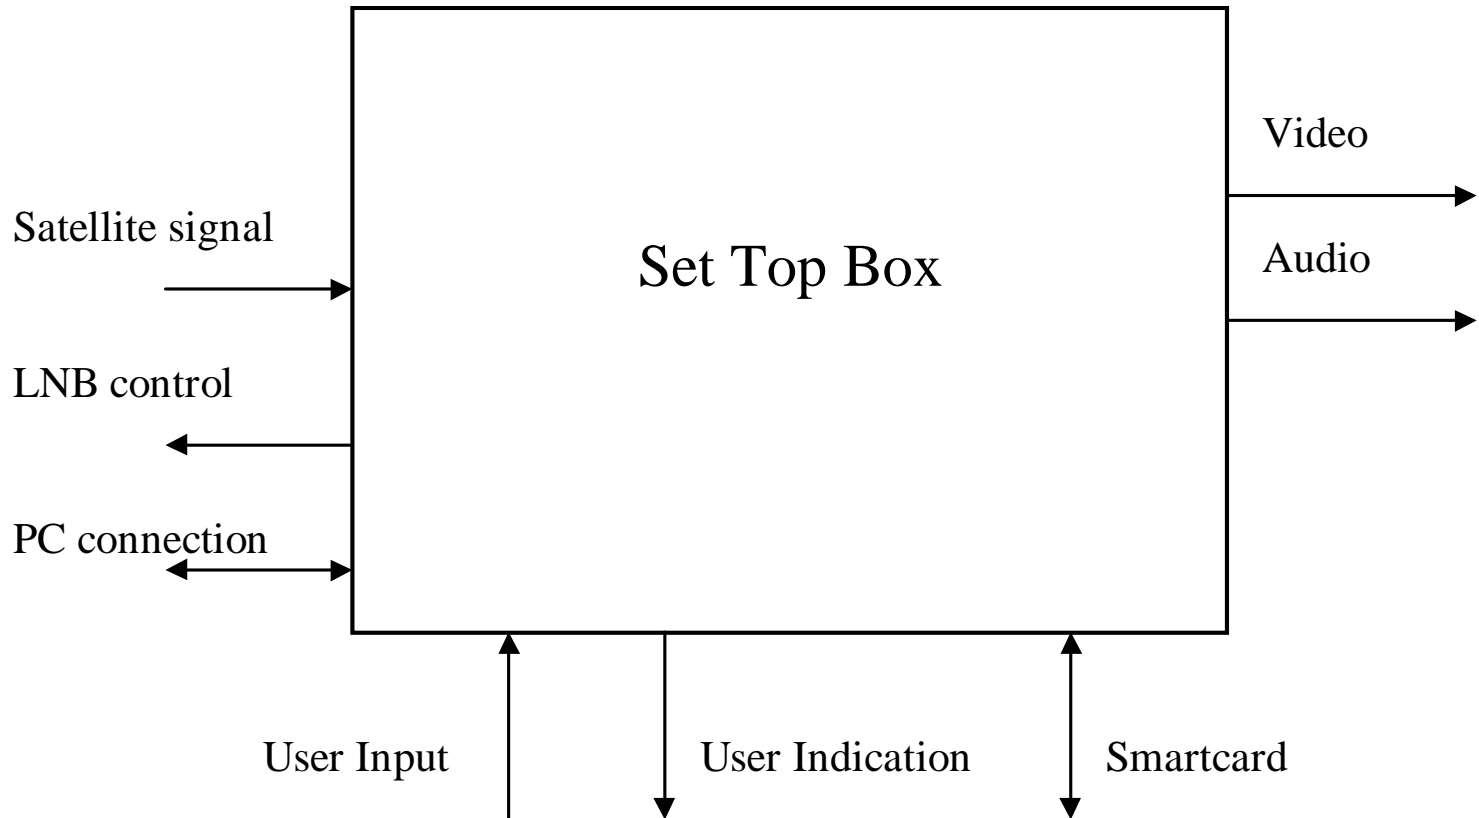 Video
Satellite signal
Set Top Box
Audio
LNB control
PC connection
User Input
User Indication
Smartcard